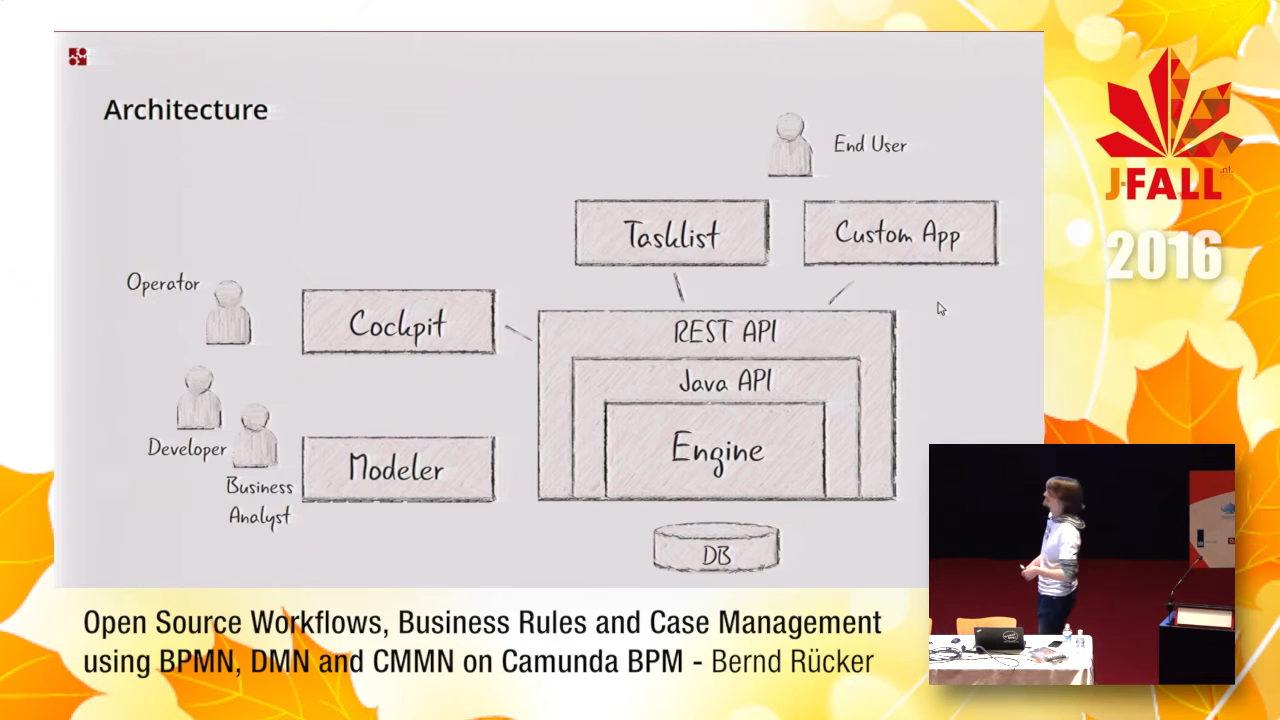 Architecture
End User
Tasklist
Custom App
Operator
Cockpit
REST API
Java API
Engine
Developer
Modeler
Business
Analyst
DB
J-FALL.nl
2016
Open Source Workflows, Business Rules and Case Management
using BPMN, DMN and CMMN on Camunda BPM - Bernd Rücker